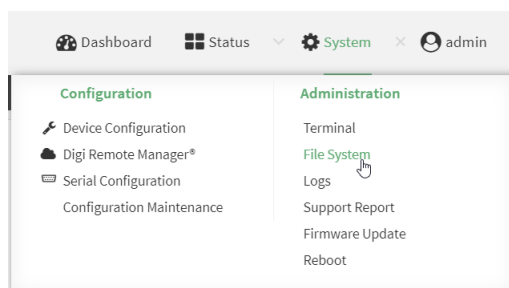 Dashboard Status System admin
Configuration
Device Configuration
Digi Remote Manager®
Serial Configuration
Configuration Maintenance
Administration
Terminal
File System
Logs
Support Report
Firmware Update
Reboot